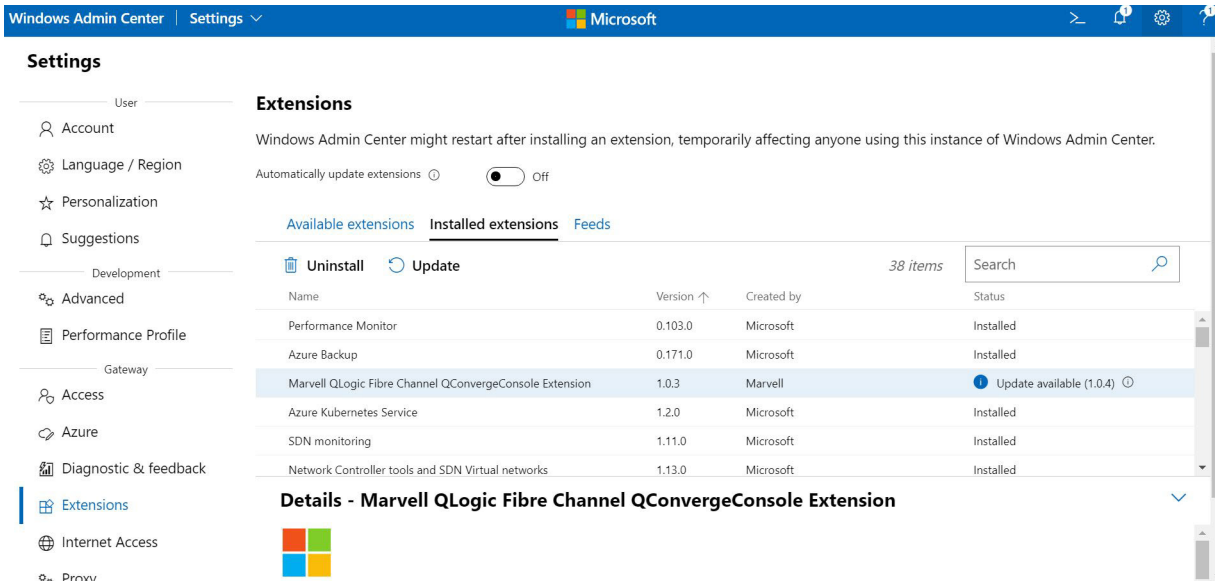 Windows Admin Center | Settings
Microsoft
1
1
Settings
User
Account
Language / Region
Personalization
Suggestions
Development
Advanced
Performance Profile
Gateway
Access
Azure
Diagnostic & feedback
Extensions
Internet Access
Proxy
Extensions
Windows Admin Center might restart after installing an extension, temporarily affecting anyone using this instance of Windows Admin Center.
Automatically update extensions Off
Available extensions Installed extensions Feeds
Uninstall Update 38 items Search
Name Version Created by Status
Performance Monitor 0.103.0 Microsoft Installed
Azure Backup 0.171.0 Microsoft Installed
Marvell QLogic Fibre Channel QConvergeConsole Extension 1.0.3 Marvell Update available (1.0.4)
Azure Kubernetes Service 1.2.0 Microsoft Installed
SDN monitoring 1.11.0 Microsoft Installed
Network Controller tools and SDN Virtual networks 1.13.0 Microsoft Installed
Details - Marvell QLogic Fibre Channel QConvergeConsole Extension